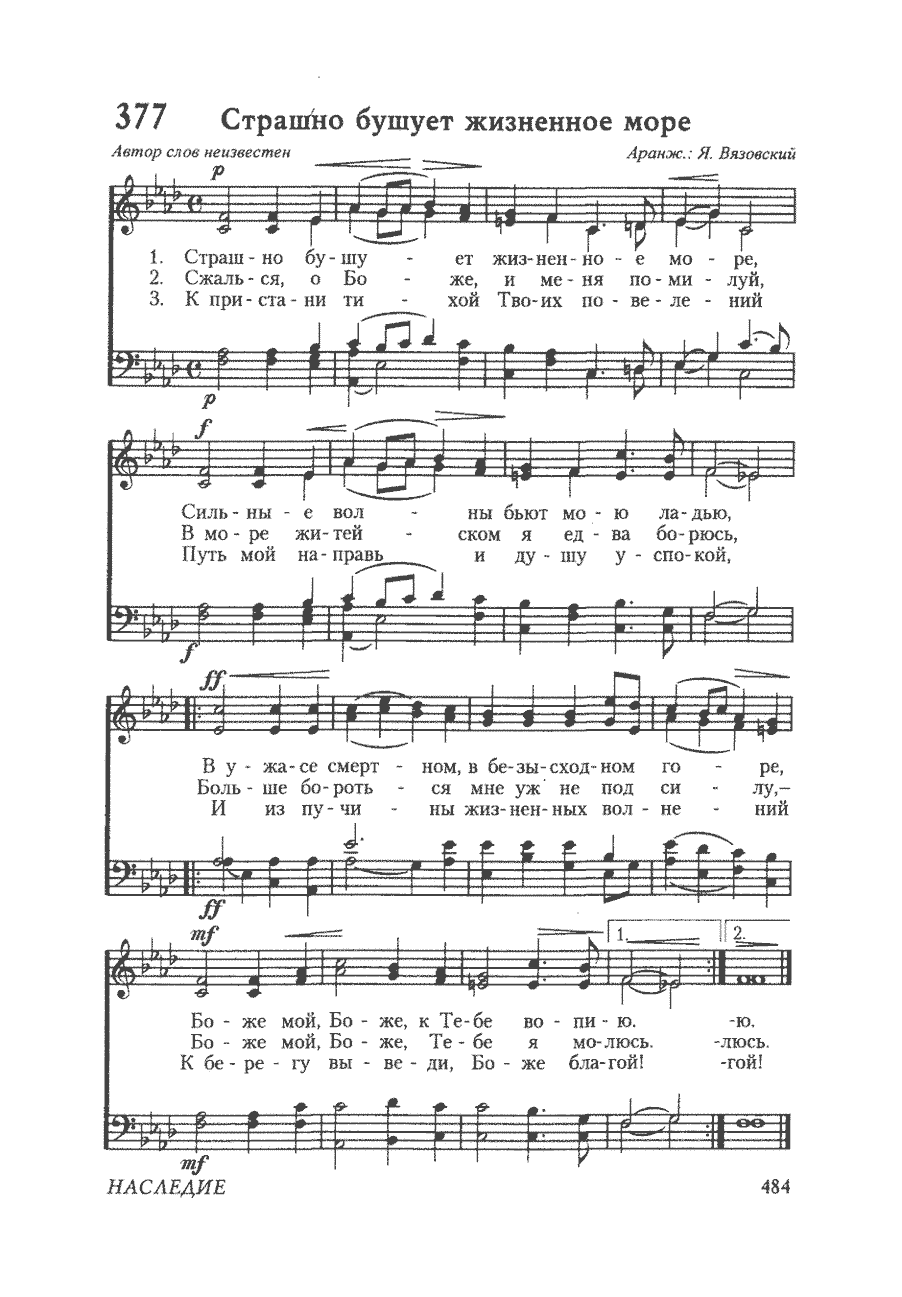 377 Страшно бушует жизненное море
Автор слов неизвестен Аранж.: Я. Вязовский
p
1. Страш - но бу - шу - ет жиз - нен - но - е мо - ре,
2. Сжаль - ся, о Бо - же, и ме - ня по - ми - луй,
3. К при - ста - ни ти - хой Тво - их по - ве - ле - ний
p
f
Силь - ны - е вол - ны бьют мо - ю ла - дью,
В мо - ре жи - тей - ском я ед - ва бо - рюсь,
Путь мой на - правь и ду - шу у - спо - кой,
f
ff
В у - жа - се смерт - ном, в бе - зы - сход - ном го - ре,
Боль - ше бо - роть - ся мне уж не под си - лу,–
И из пу - чи - ны жиз - нен - ных вол - не - ний
ff
mf 1. 2.
Бо - же мой, Бо - же, к Те - бе во - пи - ю. -ю.
Бо - же мой, Бо - же, Те - бе я мо - люсь. -люсь.
К бе - ре - гу вы - ве - ди, Бо - же бла - гой! -гой!
mf
НАСЛЕДИЕ 484